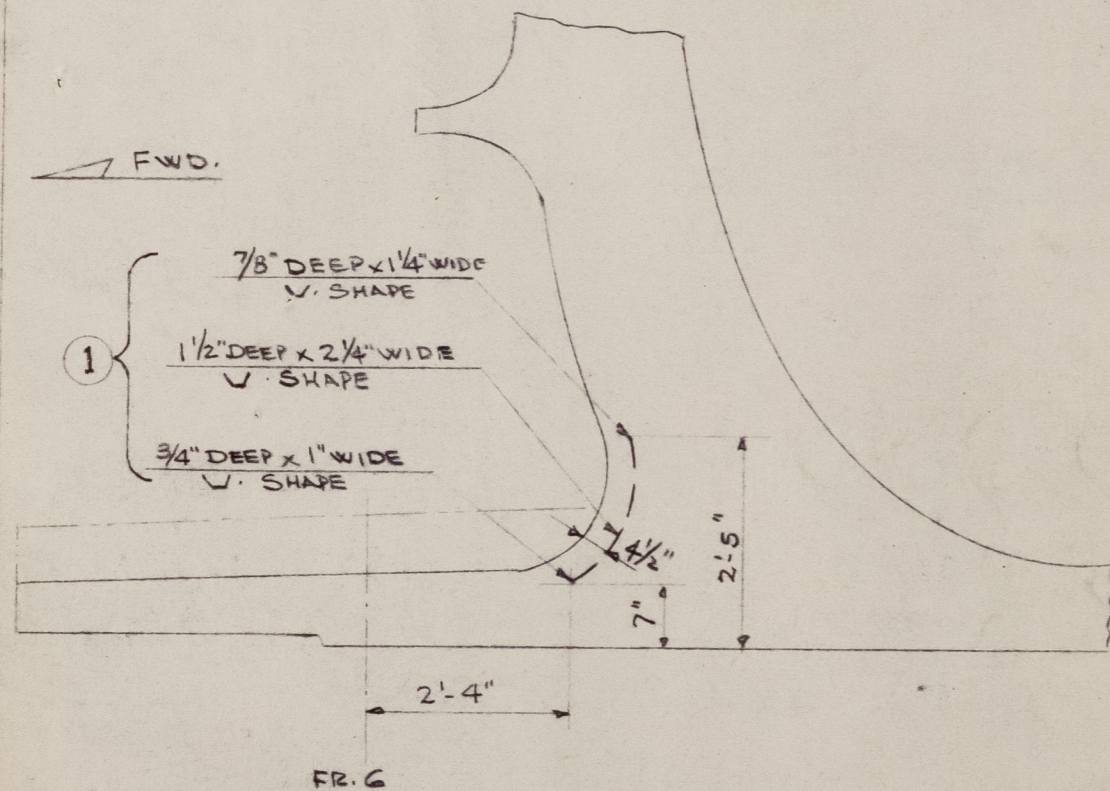 FWD.
7/8" DEEP x 1 1/4" WIDE
V. SHAPE
1
1 1/2" DEEP x 2 1/4" WIDE
V. SHAPE
3/4" DEEP x 1" WIDE
V. SHAPE
4 1/2"
2'-5"
7"
2'-4"
FR. 6